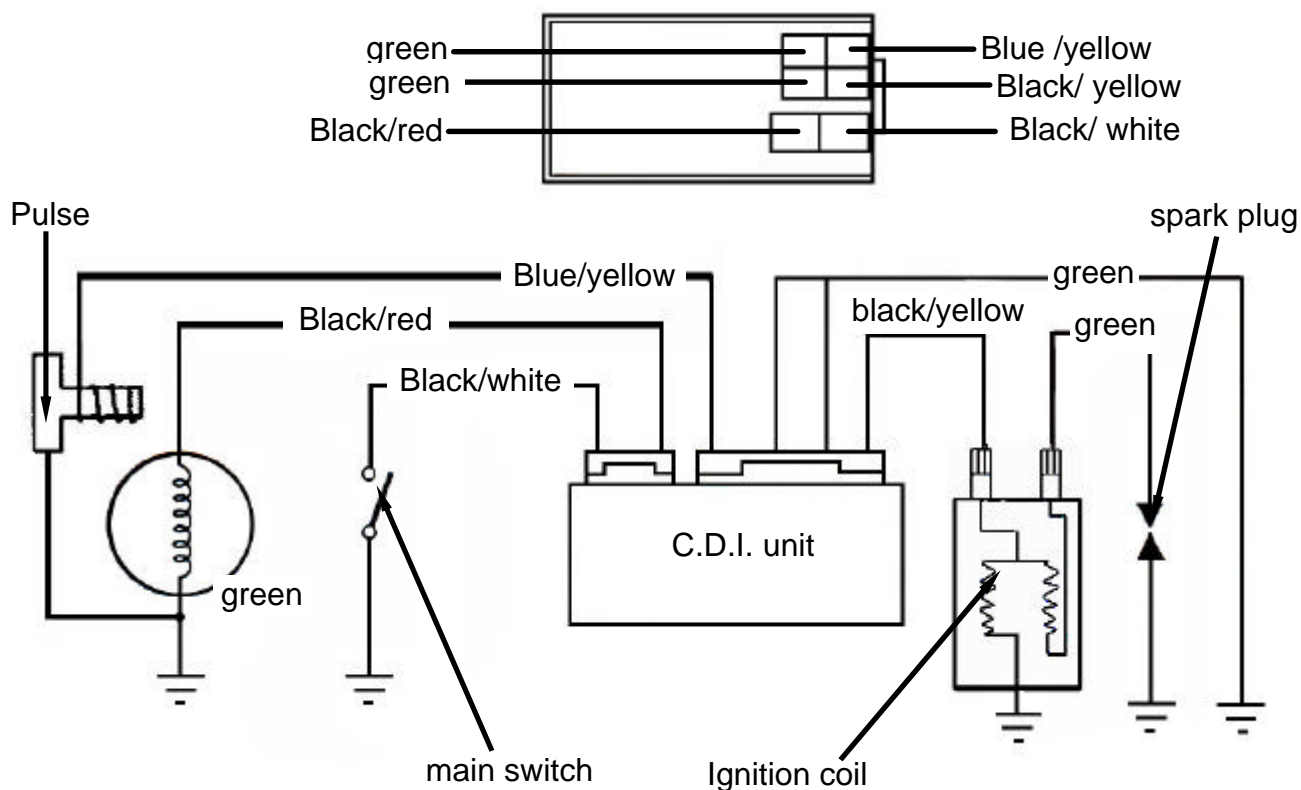 green
Blue /yellow
green
Black/ yellow
Black/red
Black/ white
Pulse
spark plug
Blue/yellow
green
Black/red
black/yellow
green
Black/white
C.D.I. unit
green
main switch
Ignition coil